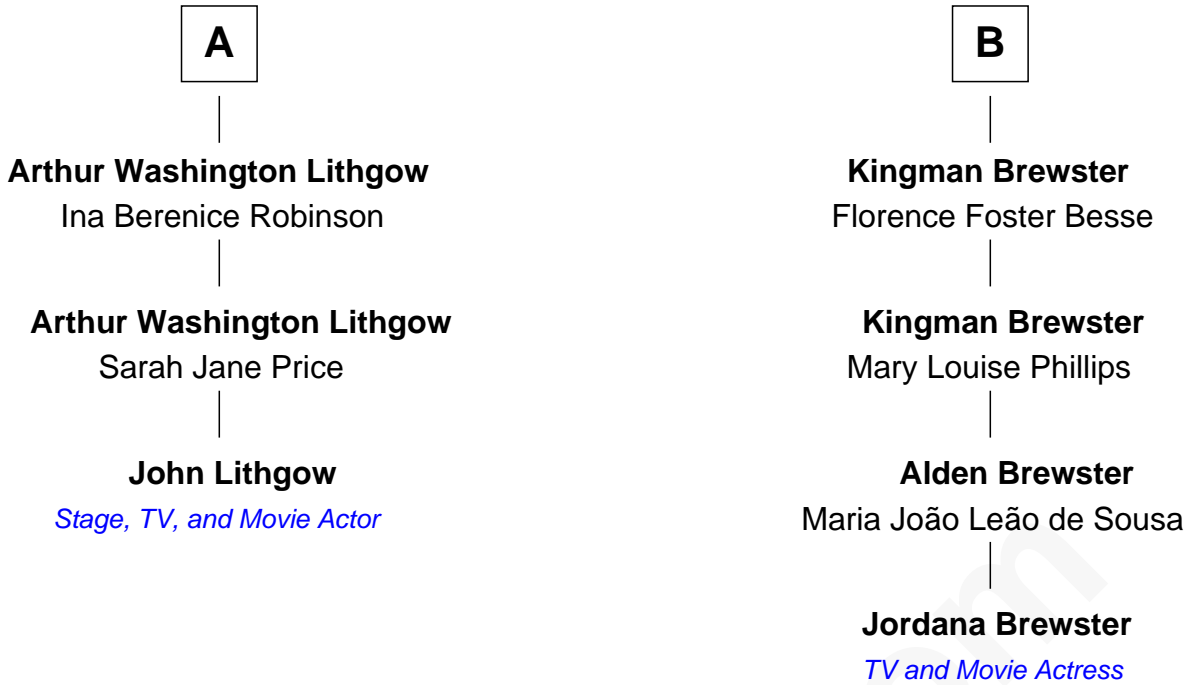 A
Arthur Washington Lithgow
Ina Berenice Robinson
Arthur Washington Lithgow
Sarah Jane Price
John Lithgow
Stage, TV, and Movie Actor
B
Kingman Brewster
Florence Foster Besse
Kingman Brewster
Mary Louise Phillips
Alden Brewster
Maria João Leão de Sousa
Jordana Brewster
TV and Movie Actress